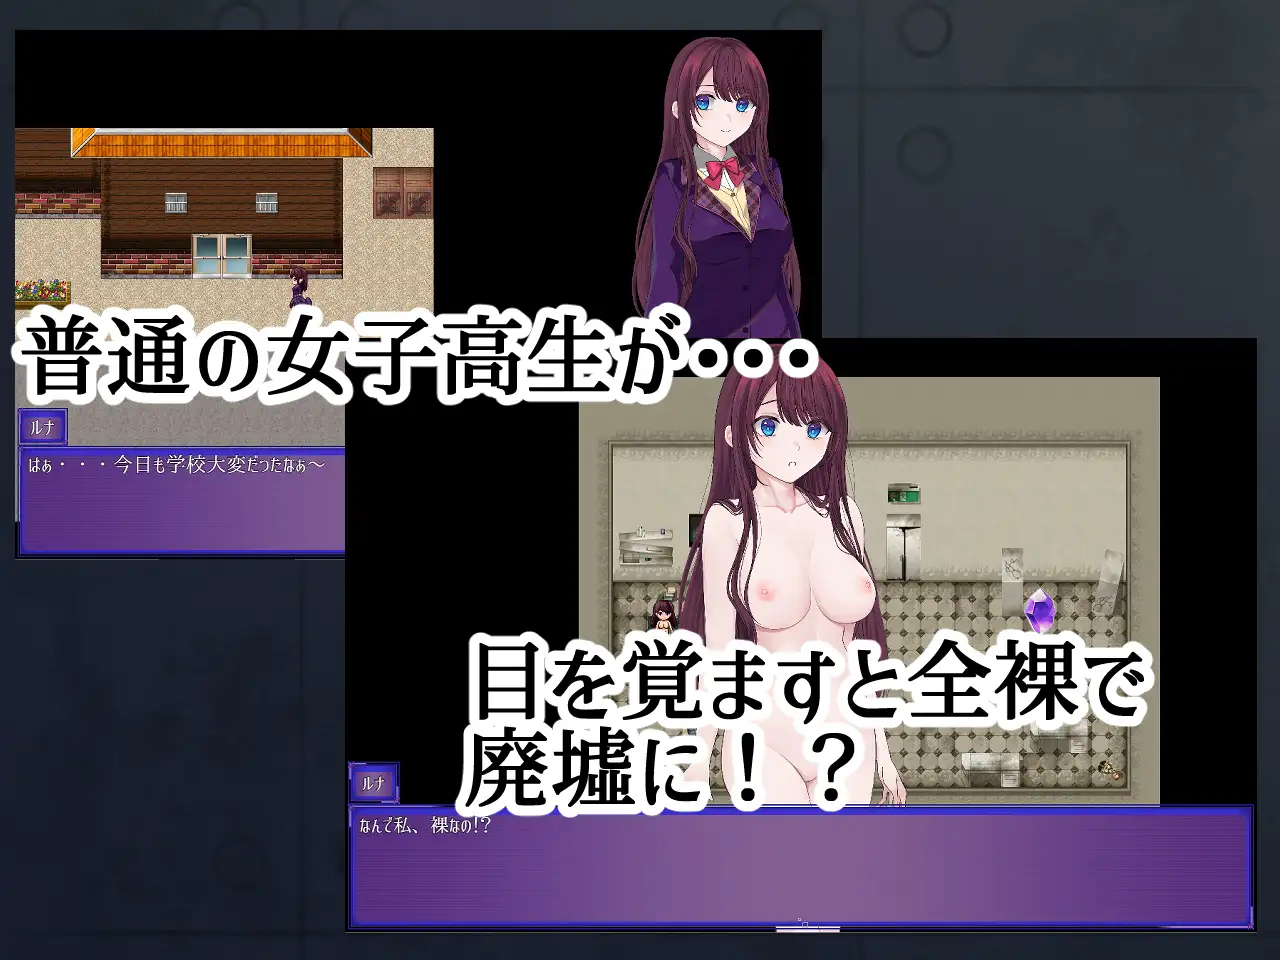 普通の女子高生が・・・
ルナ
はぁ・・・今日も学校大変だったなぁ～
目を覚ますと全裸で
廃墟に！？
ルナ
なんで私、裸なの!?